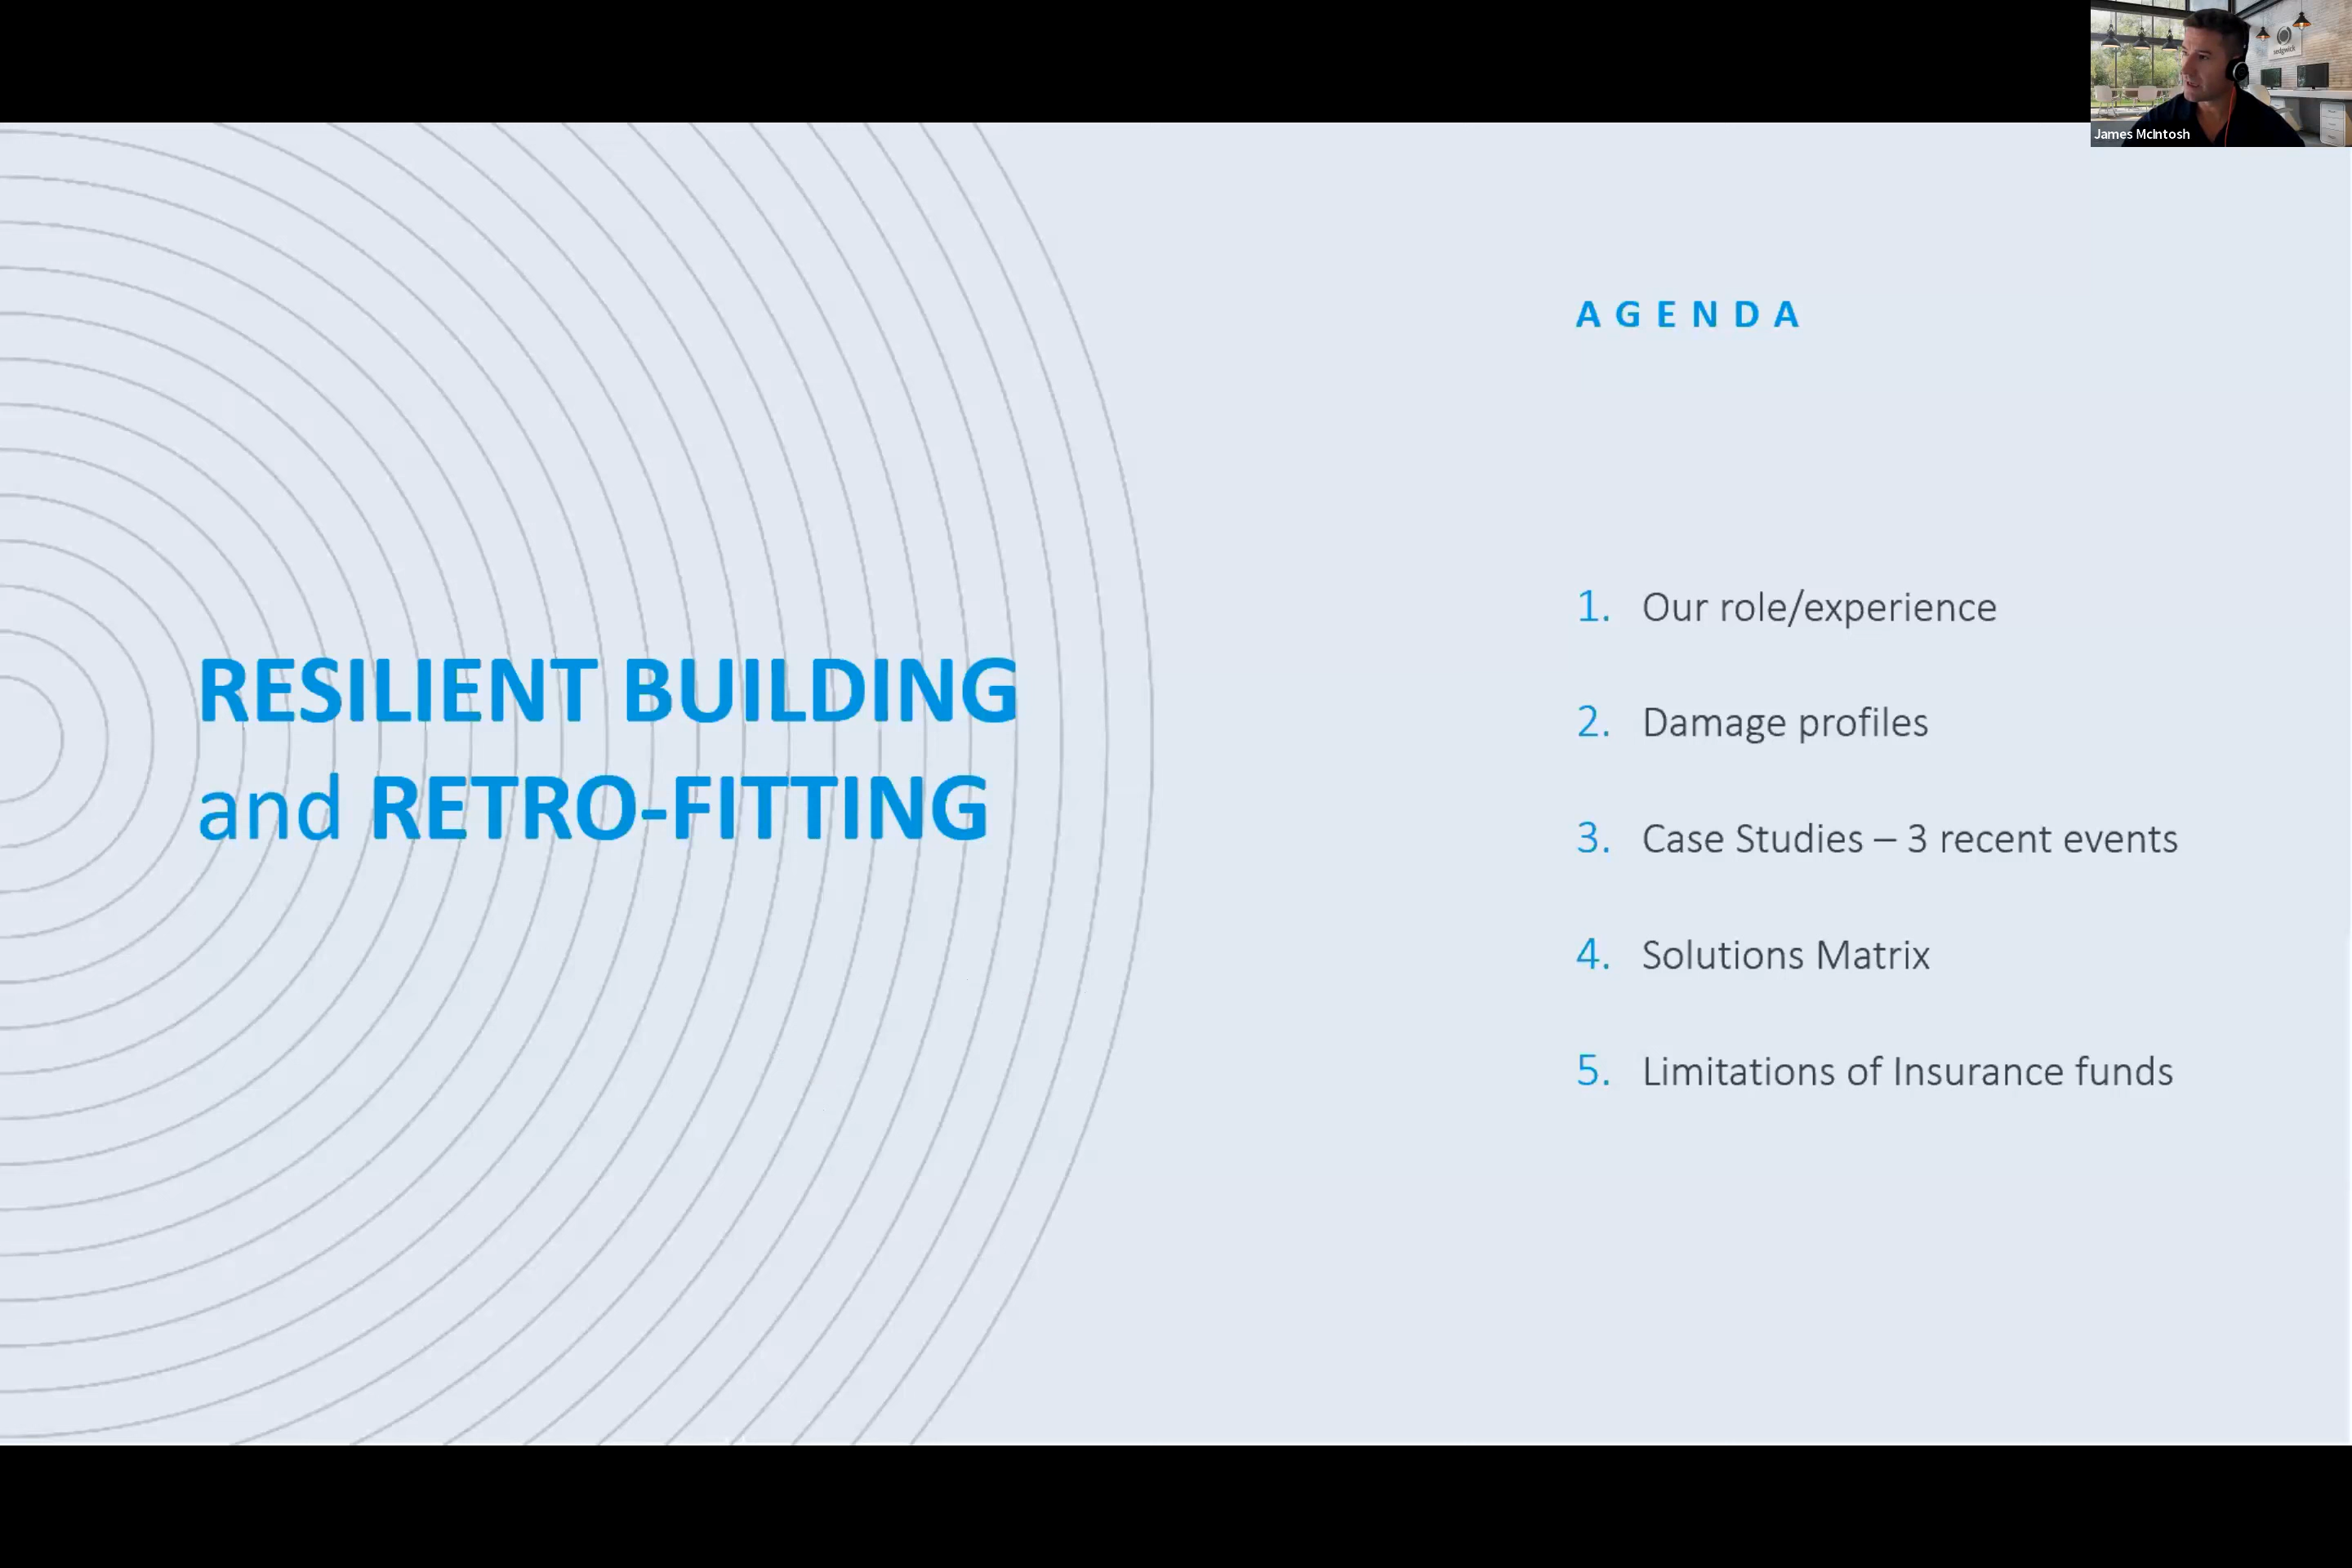 sedgwick
James McIntosh
AGENDA
RESILIENT BUILDING
and RETRO-FITTING
1. Our role/experience
2. Damage profiles
3. Case Studies – 3 recent events
4. Solutions Matrix
5. Limitations of Insurance funds